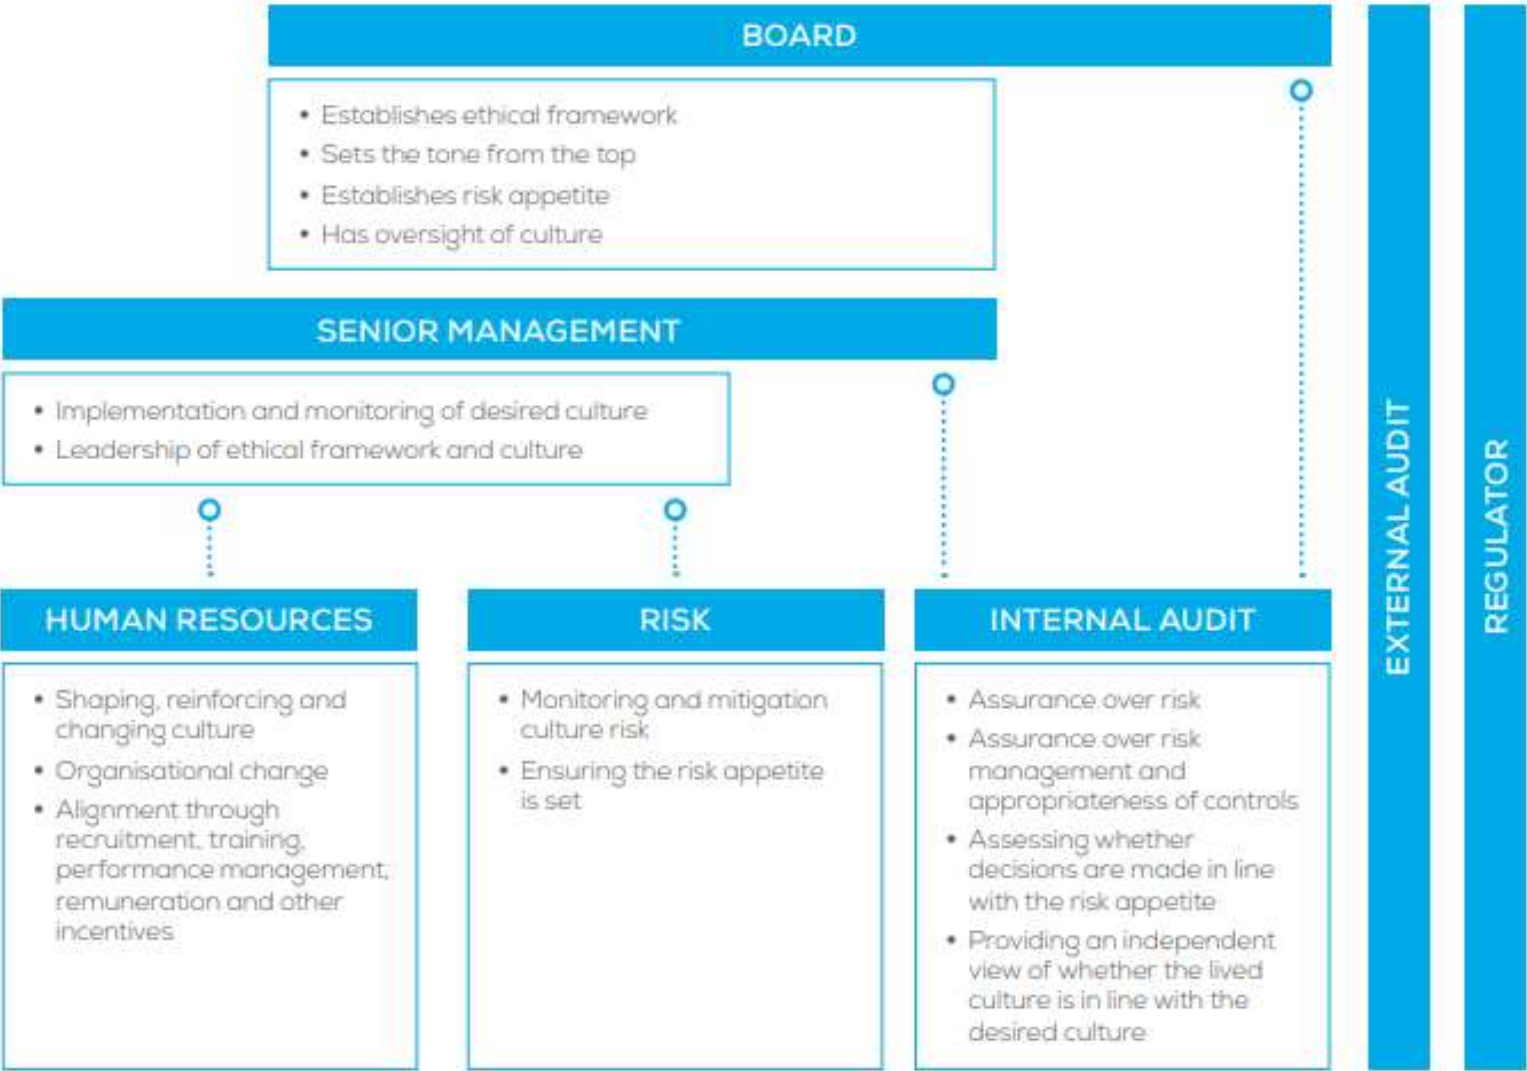 BOARD
• Establishes ethical framework
• Sets the tone from the top
• Establishes risk appetite
• Has oversight of culture
SENIOR MANAGEMENT
• Implementation and monitoring of desired culture
• Leadership of ethical framework and culture
HUMAN RESOURCES
• Shaping, reinforcing and
changing culture
• Organisational change
• Alignment through
recruitment, training,
performance management,
remuneration and other
incentives
RISK
• Monitoring and mitigation
culture risk
• Ensuring the risk appetite
is set
INTERNAL AUDIT
• Assurance over risk
• Assurance over risk
management and
appropriateness of controls
• Assessing whether
decisions are made in line
with the risk appetite
• Providing an independent
view of whether the lived
culture is in line with the
desired culture
EXTERNAL AUDIT
REGULATOR